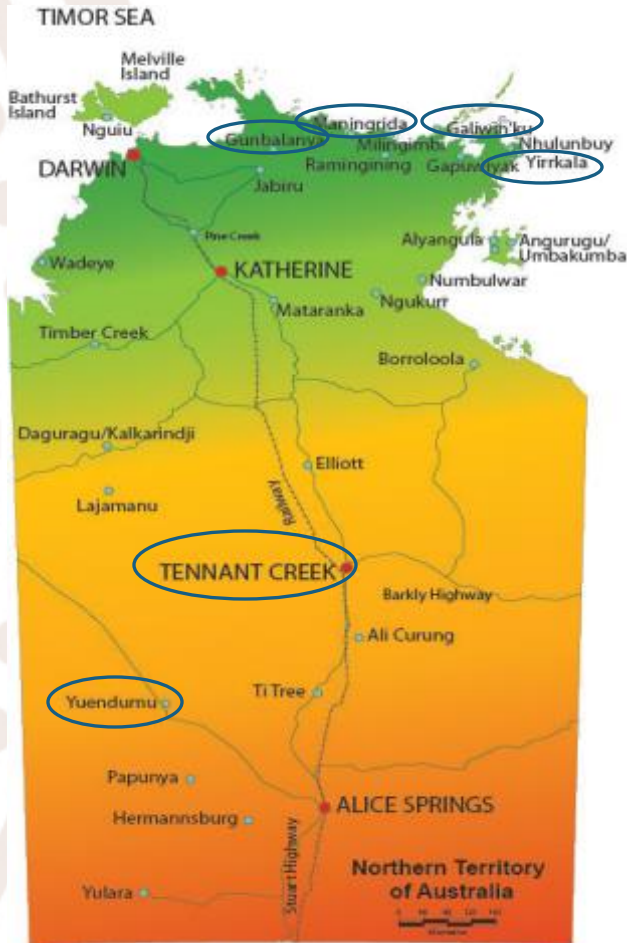 TIMOR SEA
Melville
Island
Bathurst
Island
Nguiu
DARWIN
Gunbalanya
Maningrida
Galiwin'ku
Milingimbi
Nhulunbuy
Ramingining
Gapuwiyak
Yirrkala
Jabiru
Pine Creek
Alyangula
Angurugu/
Umbakumba
Wadeye
KATHERINE
Numbulwar
Mataranka
Ngukurr
Timber Creek
Borroloola
Daguragu/Kalkarindji
Elliott
Lajamanu
Railway
TENNANT CREEK
Barkly Highway
Ali Curung
Yuendumu
Ti Tree
Papunya
ALICE SPRINGS
Hermannsburg
Stuart Highway
Northern Territory
of Australia
Yulara